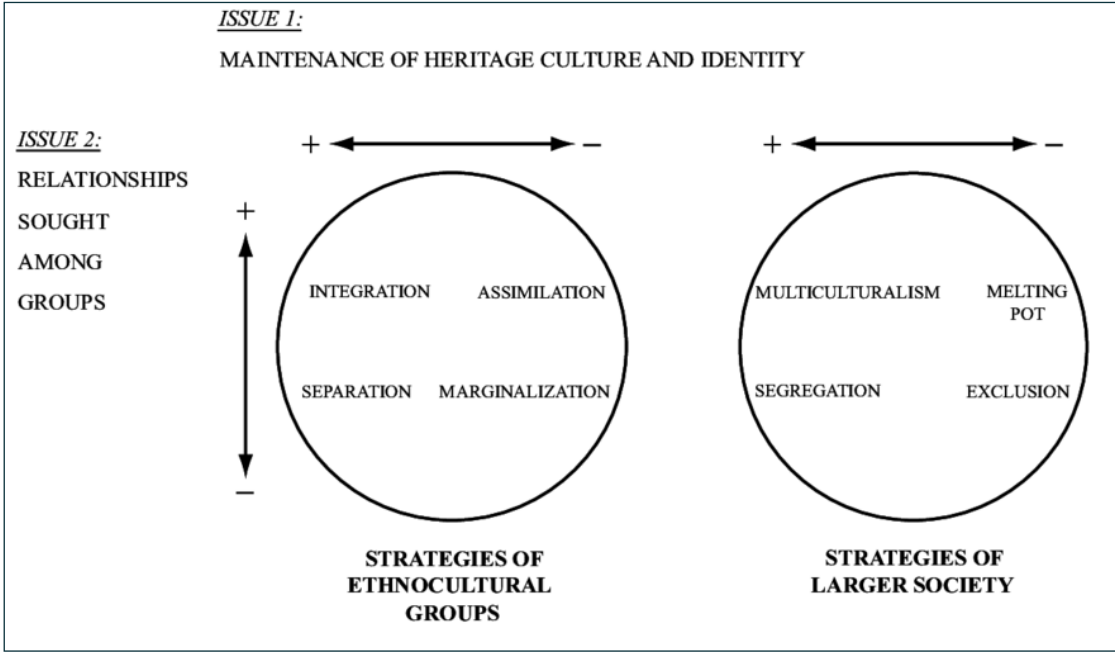 ISSUE 1:
MAINTENANCE OF HERITAGE CULTURE AND IDENTITY
ISSUE 2:
RELATIONSHIPS
SOUGHT
AMONG
GROUPS
+ −
+ −
+
−
INTEGRATION ASSIMILATION
SEPARATION MARGINALIZATION
MULTICULTURALISM MELTING
POT
SEGREGATION EXCLUSION
STRATEGIES OF
ETHNOCULTURAL
GROUPS
STRATEGIES OF
LARGER SOCIETY